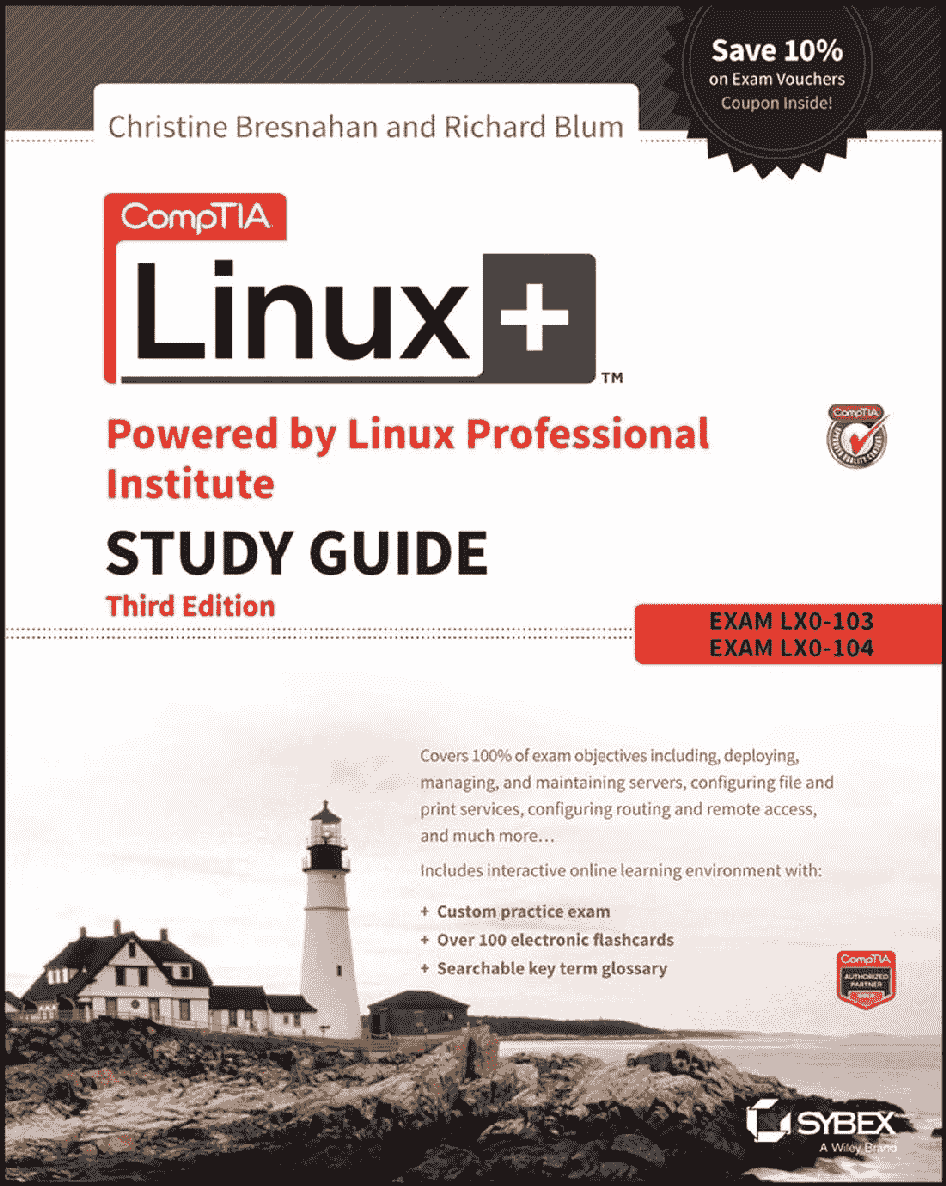 Save 10%
on Exam Vouchers
Coupon Inside!
Christine Bresnahan and Richard Blum
CompTIA
Linux+
TM
Powered by Linux Professional
Institute
STUDY GUIDE
Third Edition
CompTIA
EXAM LX0-103
EXAM LX0-104
Covers 100% of exam objectives including, deploying,
managing, and maintaining servers, configuring file and
print services, configuring routing and remote access,
and much more...
Includes interactive online learning environment with:
+ Custom practice exam
+ Over 100 electronic flashcards
+ Searchable key term glossary
CompTIA
AUTHORIZED
PARTNER
SYBEX
A Wiley Brand